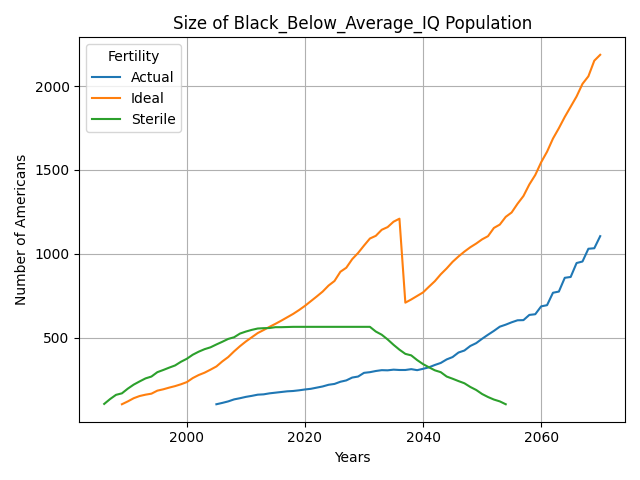 Size of Black_Below_Average_IQ Population
Fertility
Actual
Ideal
Sterile
2000
1500
1000
500
Number of Americans
2000 2020 2040 2060
Years